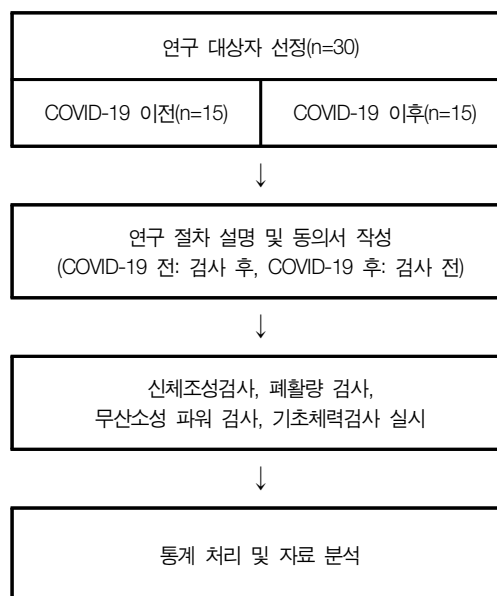 연구 대상자 선정(n=30)
COVID-19 이전(n=15)
COVID-19 이후(n=15)
↓
연구 절차 설명 및 동의서 작성
(COVID-19 전: 검사 후, COVID-19 후: 검사 전)
↓
신체조성검사, 폐활량 검사,
무산소성 파워 검사, 기초체력검사 실시
↓
통계 처리 및 자료 분석